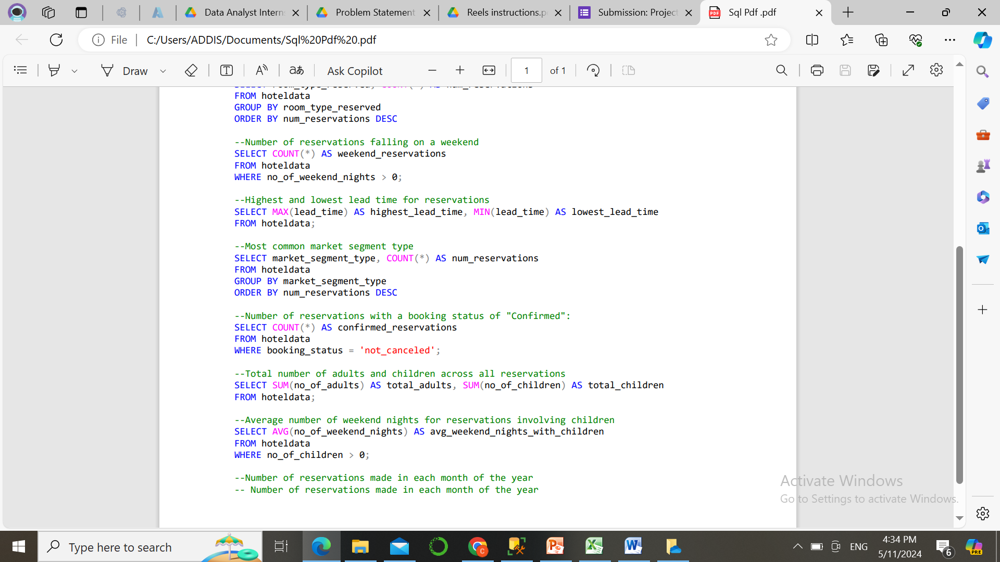 Data Analyst Intern
Problem Statement
Reels instructions.p
Submission: Project
PDF
Sql Pdf .pdf
File
C:/Users/ADDIS/Documents/Sql%20Pdf%20.pdf
Draw
Ask Copilot
1
of 1
FROM hoteldata
GROUP BY room_type_reserved
ORDER BY num_reservations DESC
--Number of reservations falling on a weekend
SELECT COUNT(*) AS weekend_reservations
FROM hoteldata
WHERE no_of_weekend_nights > 0;
--Highest and lowest lead time for reservations
SELECT MAX(lead_time) AS highest_lead_time, MIN(lead_time) AS lowest_lead_time
FROM hoteldata;
--Most common market segment type
SELECT market_segment_type, COUNT(*) AS num_reservations
FROM hoteldata
GROUP BY market_segment_type
ORDER BY num_reservations DESC
--Number of reservations with a booking status of "Confirmed":
SELECT COUNT(*) AS confirmed_reservations
FROM hoteldata
WHERE booking_status = 'not_canceled';
--Total number of adults and children across all reservations
SELECT SUM(no_of_adults) AS total_adults, SUM(no_of_children) AS total_children
FROM hoteldata;
--Average number of weekend nights for reservations involving children
SELECT AVG(no_of_weekend_nights) AS avg_weekend_nights_with_children
FROM hoteldata
WHERE no_of_children > 0;
--Number of reservations made in each month of the year
-- Number of reservations made in each month of the year
Activate Windows
Go to Settings to activate Windows.
Type here to search
ENG
4:34 PM
5/11/2024
6
PRE